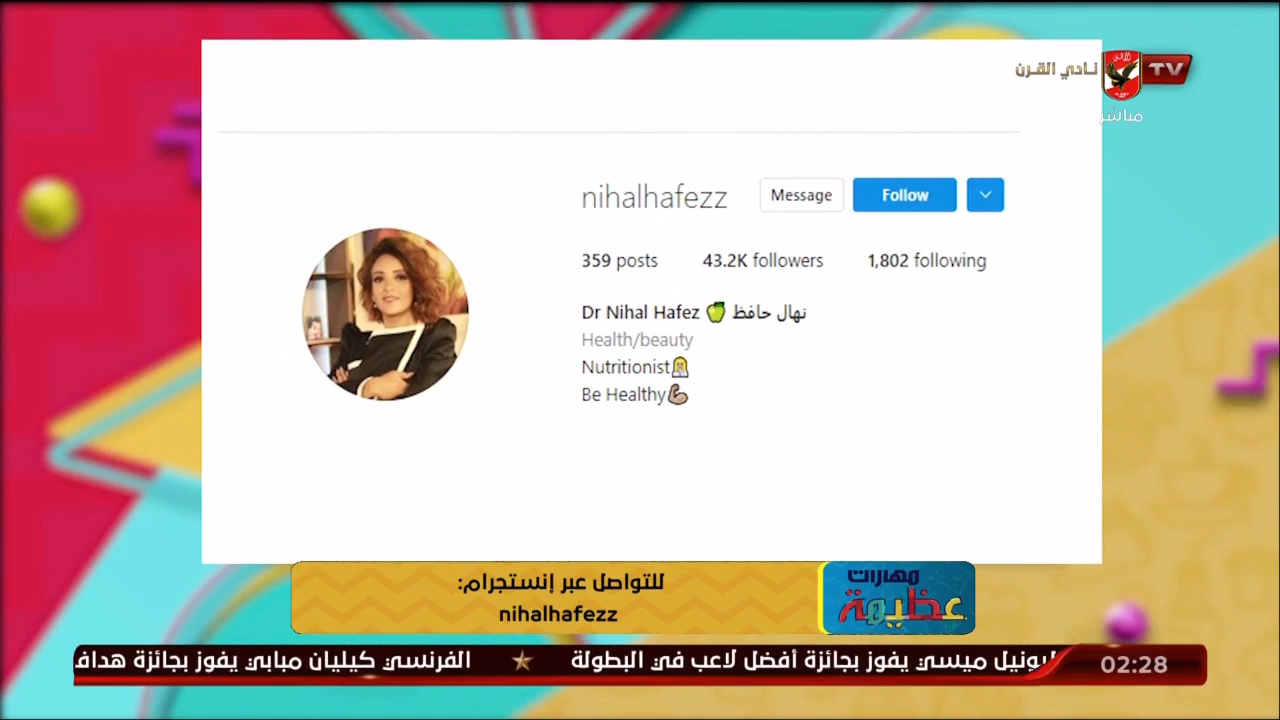 نادي القرن TV
مباشر
nihalhafezz Message Follow
359 posts 43.2K followers 1,802 following
Dr Nihal Hafez 🍏 نهال حافظ
Health/beauty
Nutritionist👩‍⚕️
Be Healthy💪🏼
للتواصل عبر إنستجرام:
nihalhafezz
مهارات
عظيمة
ليونيل ميسي يفوز بجائزة أفضل لاعب في البطولة ★ الفرنسي كيليان مبابي يفوز بجائزة هداف
02:28